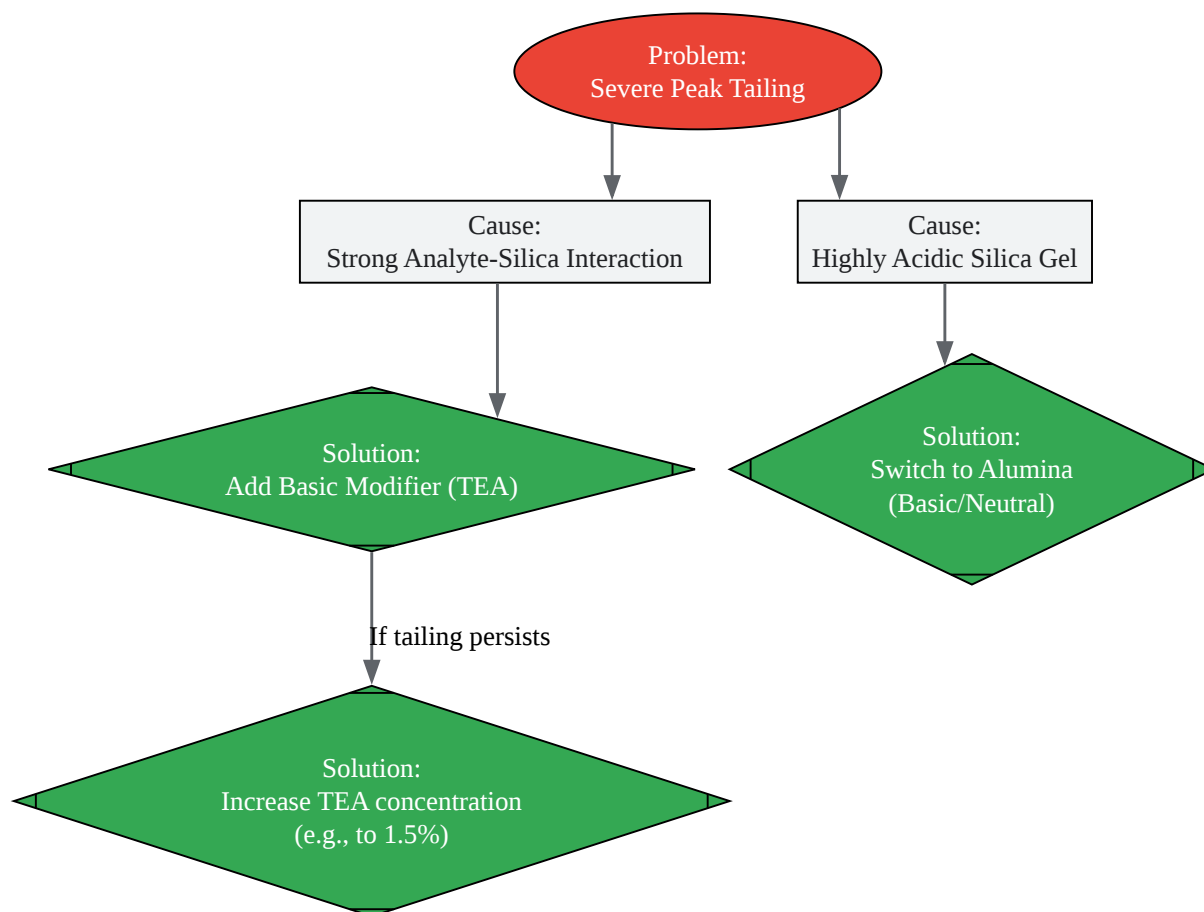 Problem:
Severe Peak Tailing
Cause:
Strong Analyte-Silica Interaction
Cause:
Highly Acidic Silica Gel
Solution:
Add Basic Modifier (TEA)
Solution:
Switch to Alumina
(Basic/Neutral)
If tailing persists
Solution:
Increase TEA concentration
(e.g., to 1.5%)